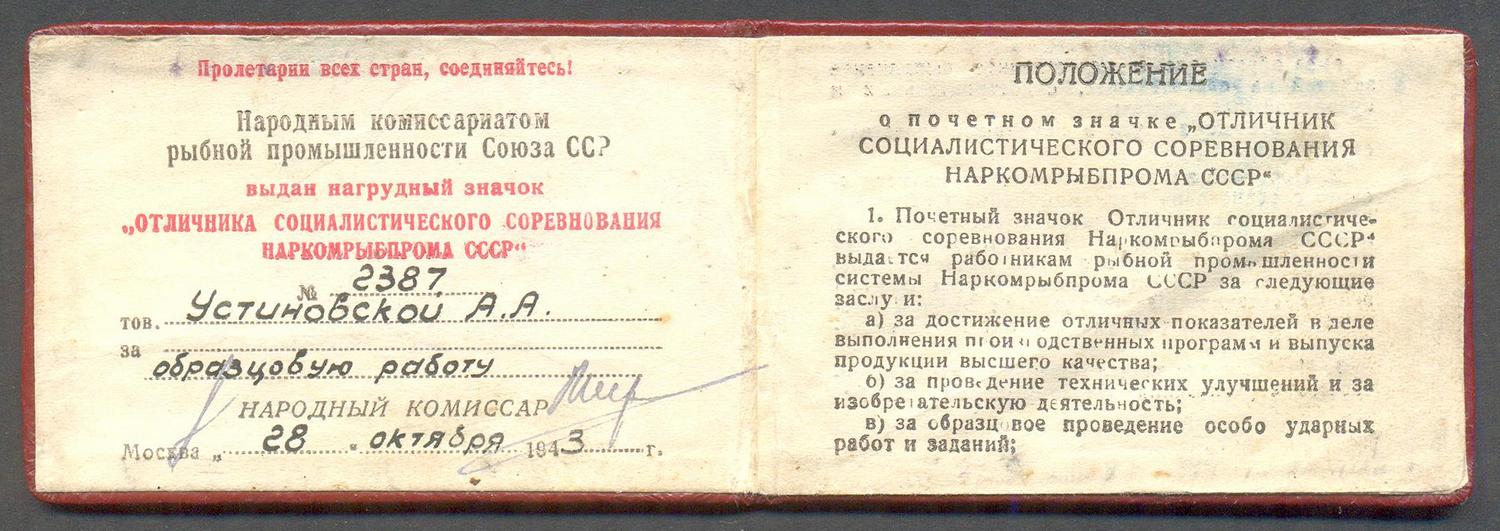 Пролетарии всех стран, соединяйтесь!
Народным комиссариатом
рыбной промышленности Союза ССР
выдан нагрудный значок
„ОТЛИЧНИКА СОЦИАЛИСТИЧЕСКОГО СОРЕВНОВАНИЯ
НАРКОМРЫБПРОМА СССР“
№ 2387
тов. Устиновской А.А.
за
образцовую работу
НАРОДНЫЙ КОМИССАР
Москва „ 28 “ октября 1943 г.
ПОЛОЖЕНИЕ
о почетном значке „ОТЛИЧНИК
СОЦИАЛИСТИЧЕСКОГО СОРЕВНОВАНИЯ
НАРКОМРЫБПРОМА СССР“
1. Почетный значок Отличник социалистиче-
ского соревнования Наркомрыбпрома СССР“
выдается работникам рыбной промышленности
системы Наркомрыбпрома СССР за следующие
заслуги:
а) за достижение отличных показателей в деле
выполнения производственных программ и выпуска
продукции высшего качества;
б) за проведение технических улучшений и за
изобретательскую деятельность;
в) за образцовое проведение особо ударных
работ и заданий;